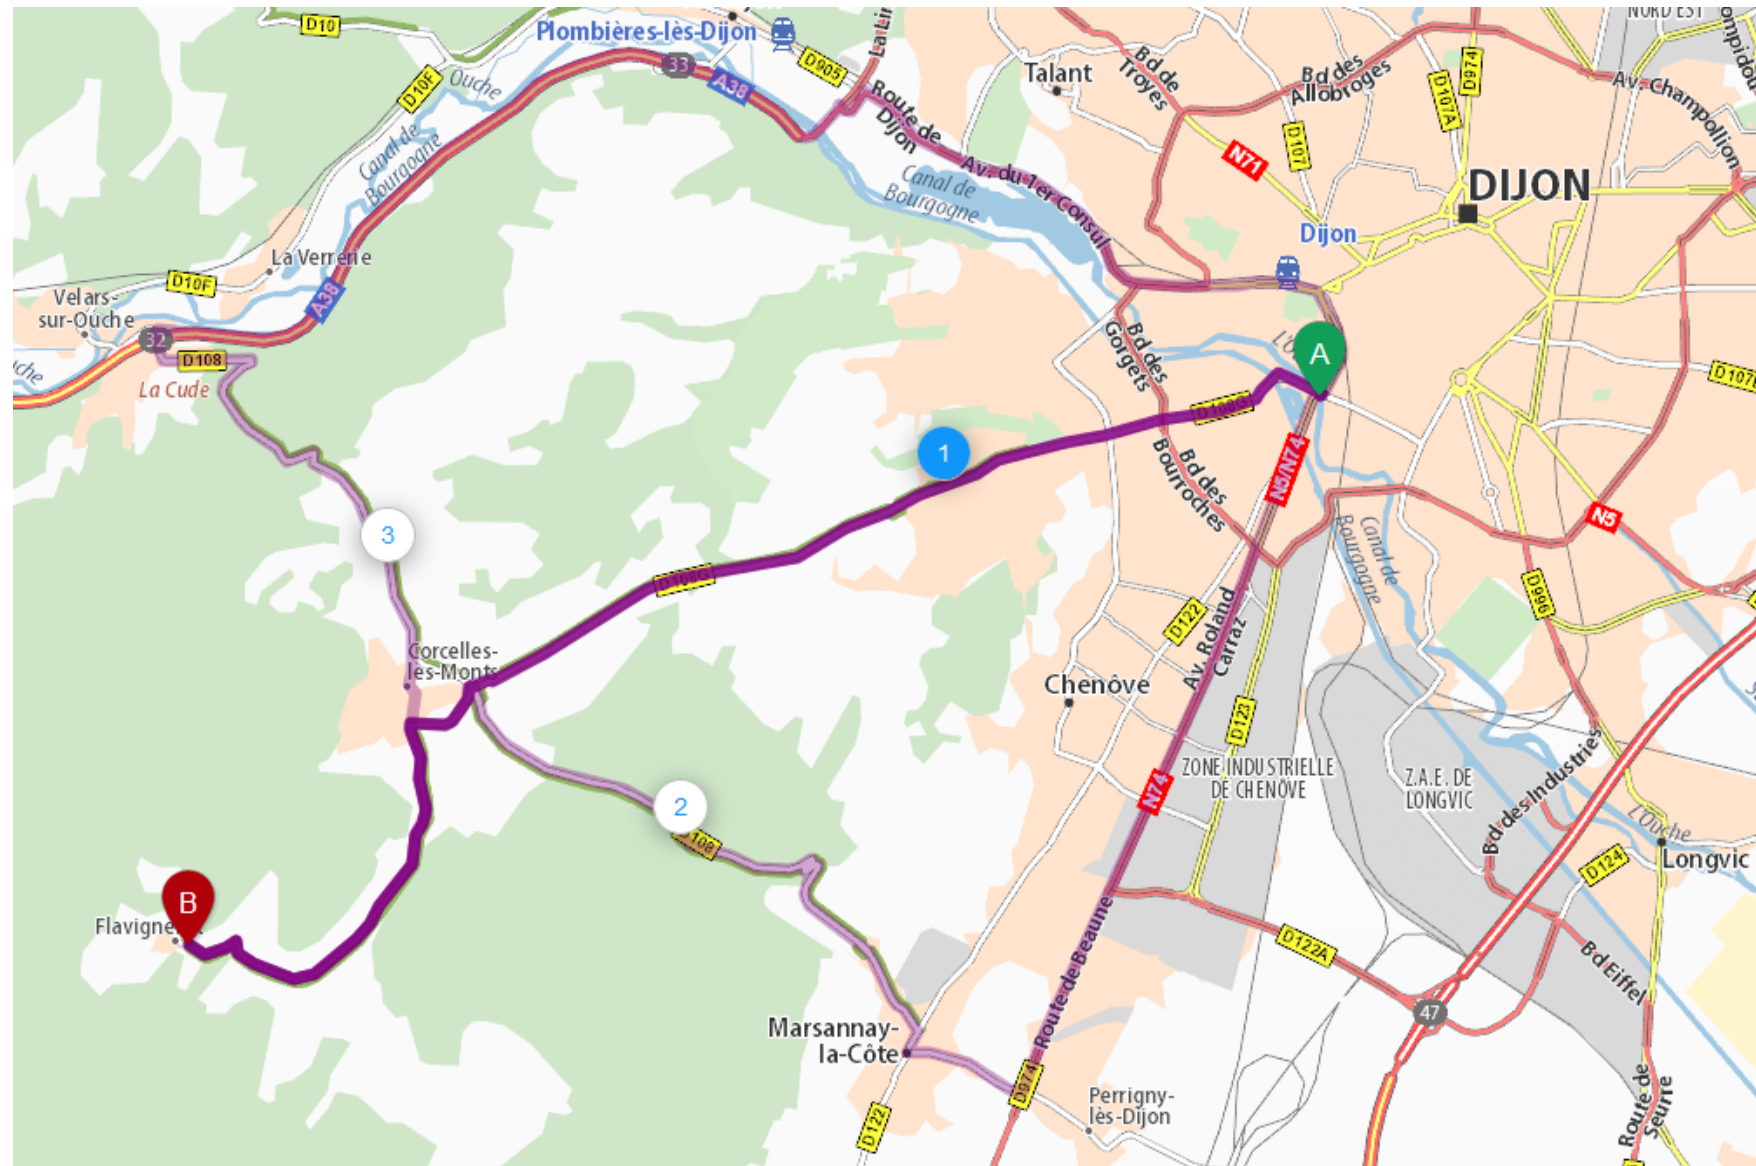 D10
Plombières-lès-Dijon
33
A38
D905
D10F
Ouche
Canal de
Bourgogne
Route de
Dijon
Av. du 1er Consul
Canal de
Bourgogne
Talant
Bd de
Troyes
Bd des
Allobroges
D974
D107A
D107
N71
Av. Champollion
NORD EST
DIJON
Dijon
La Verrerie
D10F
A38
Velars-
sur-Ouche
32
D108
La Cude
Bd des
Gorgets
A
D108G
1
Bd des
Bourroches
N5/N74
N5
Canal de
Bourgogne
3
D108G
D996
D122
Av. Roland
Carraz
Corcelles-
les-Monts
Chenôve
D123
ZONE INDUSTRIELLE
DE CHENÔVE
Z.A.E. DE
LONGVIC
Bd des Industries
N74
2
D108
L'Ouche
Longvic
D124
B
Route de Beaune
D122A
Bd Eiffel
47
Marsannay-
la-Côte
D974
Perrigny-
lès-Dijon
D122
Route de
Seurre